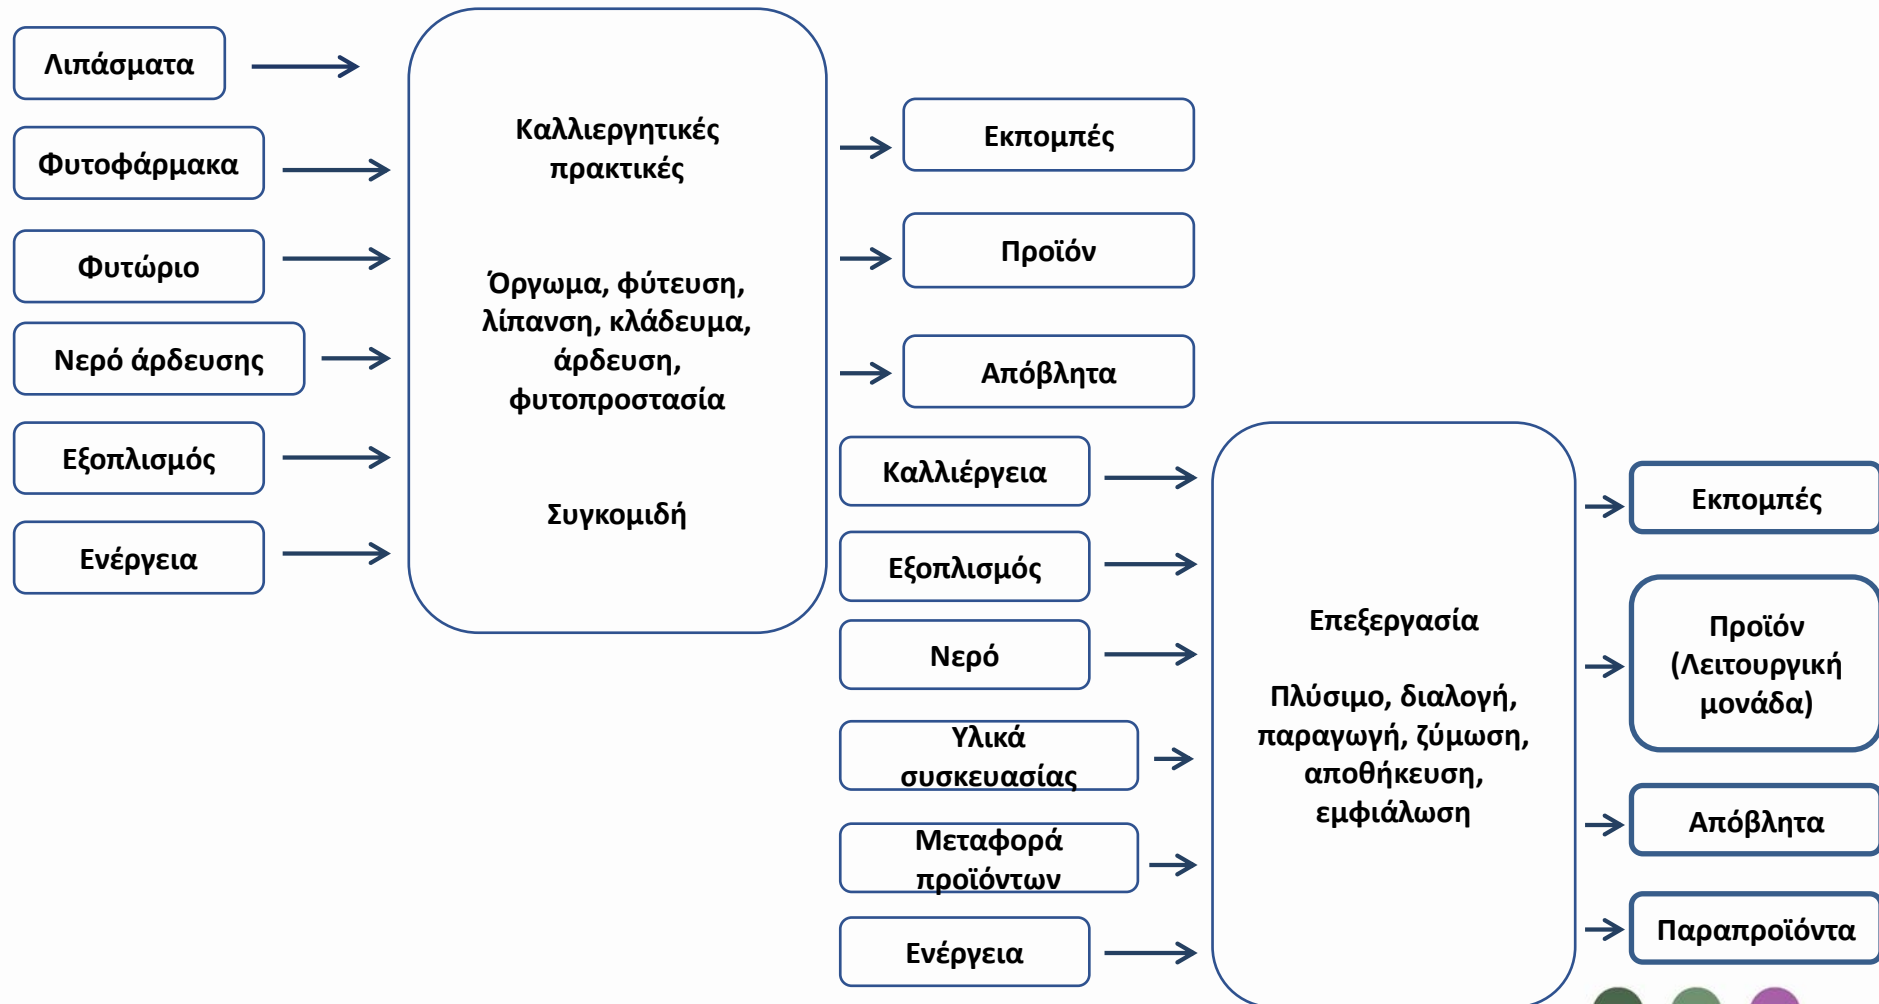 Λιπάσματα
Φυτοφάρμακα
Φυτώριο
Νερό άρδευσης
Εξοπλισμός
Ενέργεια
Καλλιεργητικές
πρακτικές
Όργωμα, φύτευση,
λίπανση, κλάδευμα,
άρδευση,
φυτοπροστασία
Συγκομιδή
Εκπομπές
Προϊόν
Απόβλητα
Καλλιέργεια
Εξοπλισμός
Νερό
Υλικά
συσκευασίας
Μεταφορά
προϊόντων
Ενέργεια
Επεξεργασία
Πλύσιμο, διαλογή,
παραγωγή, ζύμωση,
αποθήκευση,
εμφιάλωση
Εκπομπές
Προϊόν
(Λειτουργική
μονάδα)
Απόβλητα
Παραπροϊόντα